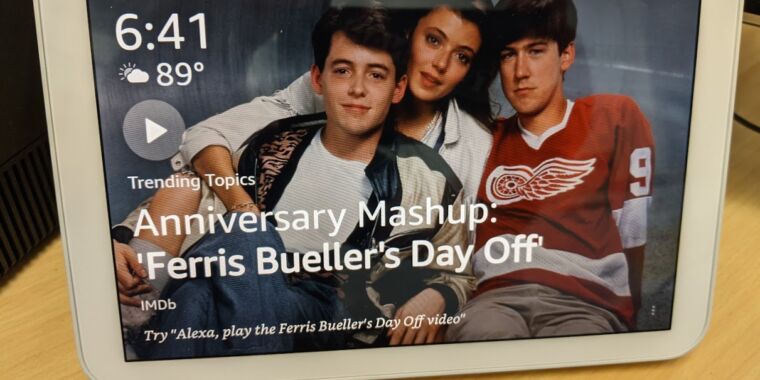 6:41
89°
Trending Topics
Anniversary Mashup:
'Ferris Bueller's Day Off'
IMDb
Try "Alexa, play the Ferris Bueller's Day Off video"
9